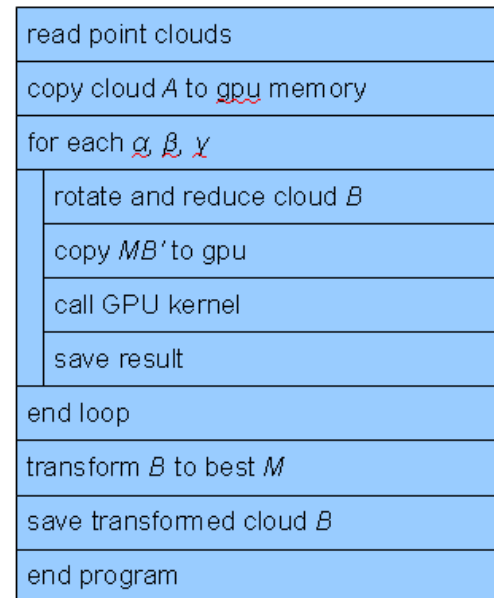 read point clouds
copy cloud A to gpu memory
for each α, β, γ
rotate and reduce cloud B
copy MB' to gpu
call GPU kernel
save result
end loop
transform B to best M
save transformed cloud B
end program